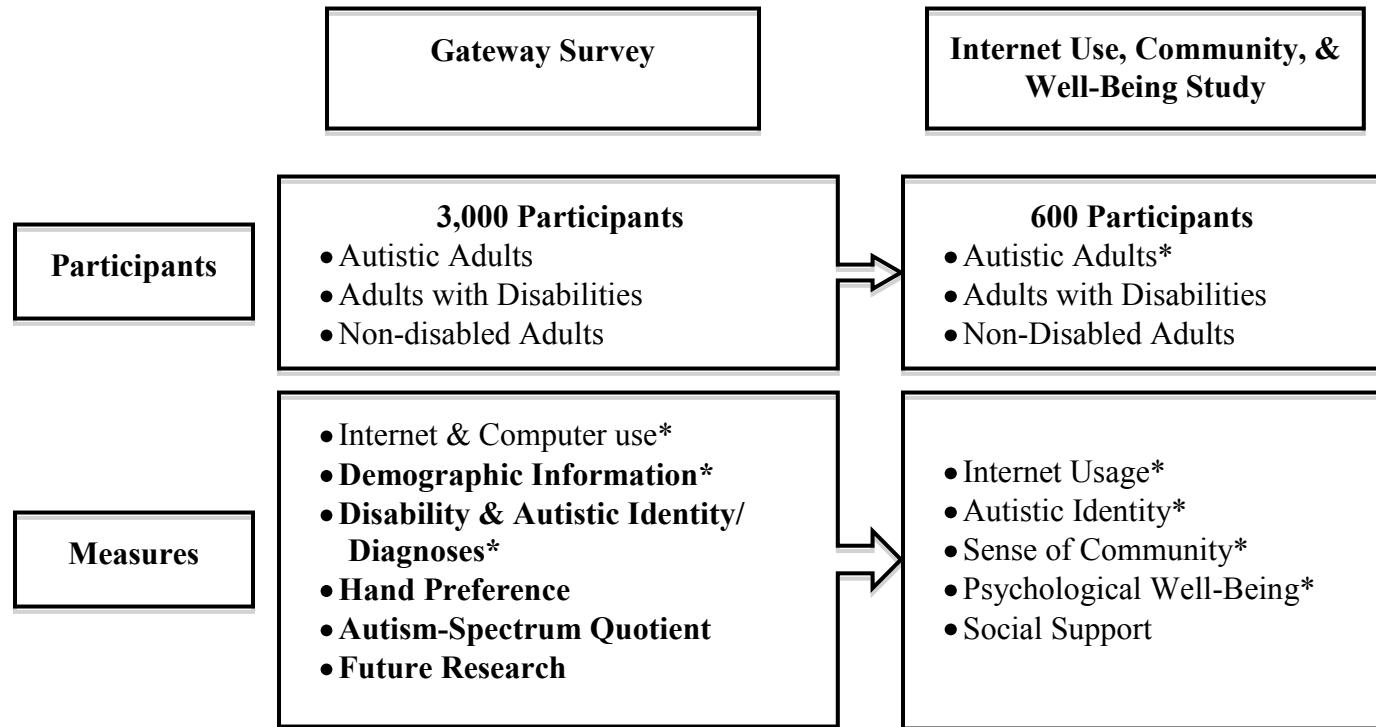 Gateway Survey
Internet Use, Community, &
Well-Being Study
Participants
3,000 Participants
• Autistic Adults
• Adults with Disabilities
• Non-disabled Adults
600 Participants
• Autistic Adults*
• Adults with Disabilities
• Non-Disabled Adults
Measures
• Internet & Computer use*
• Demographic Information*
• Disability & Autistic Identity/
Diagnoses*
• Hand Preference
• Autism-Spectrum Quotient
• Future Research
• Internet Usage*
• Autistic Identity*
• Sense of Community*
• Psychological Well-Being*
• Social Support